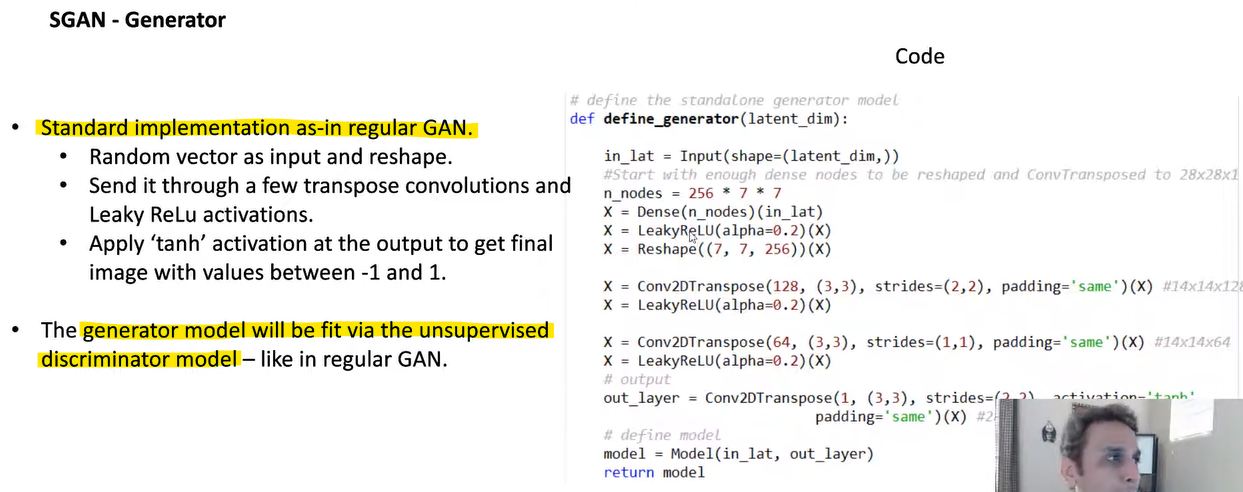 SGAN - Generator
• Standard implementation as-in regular GAN.
• Random vector as input and reshape.
• Send it through a few transpose convolutions and
Leaky ReLu activations.
• Apply ‘tanh’ activation at the output to get final
image with values between -1 and 1.
• The generator model will be fit via the unsupervised
discriminator model – like in regular GAN.
Code
# define the standalone generator model
def define_generator(latent_dim):
in_lat = Input(shape=(latent_dim,))
#Start with enough dense nodes to be reshaped and ConvTransposed to 28x28x1
n_nodes = 256 * 7 * 7
X = Dense(n_nodes)(in_lat)
X = LeakyReLU(alpha=0.2)(X)
X = Reshape((7, 7, 256))(X)
X = Conv2DTranspose(128, (3,3), strides=(2,2), padding='same')(X) #14x14x128
X = LeakyReLU(alpha=0.2)(X)
X = Conv2DTranspose(64, (3,3), strides=(1,1), padding='same')(X) #14x14x64
X = LeakyReLU(alpha=0.2)(X)
# output
out_layer = Conv2DTranspose(1, (3,3), strides=(2,2), activation='tanh',
padding='same')(X) #2
# define model
model = Model(in_lat, out_layer)
return model